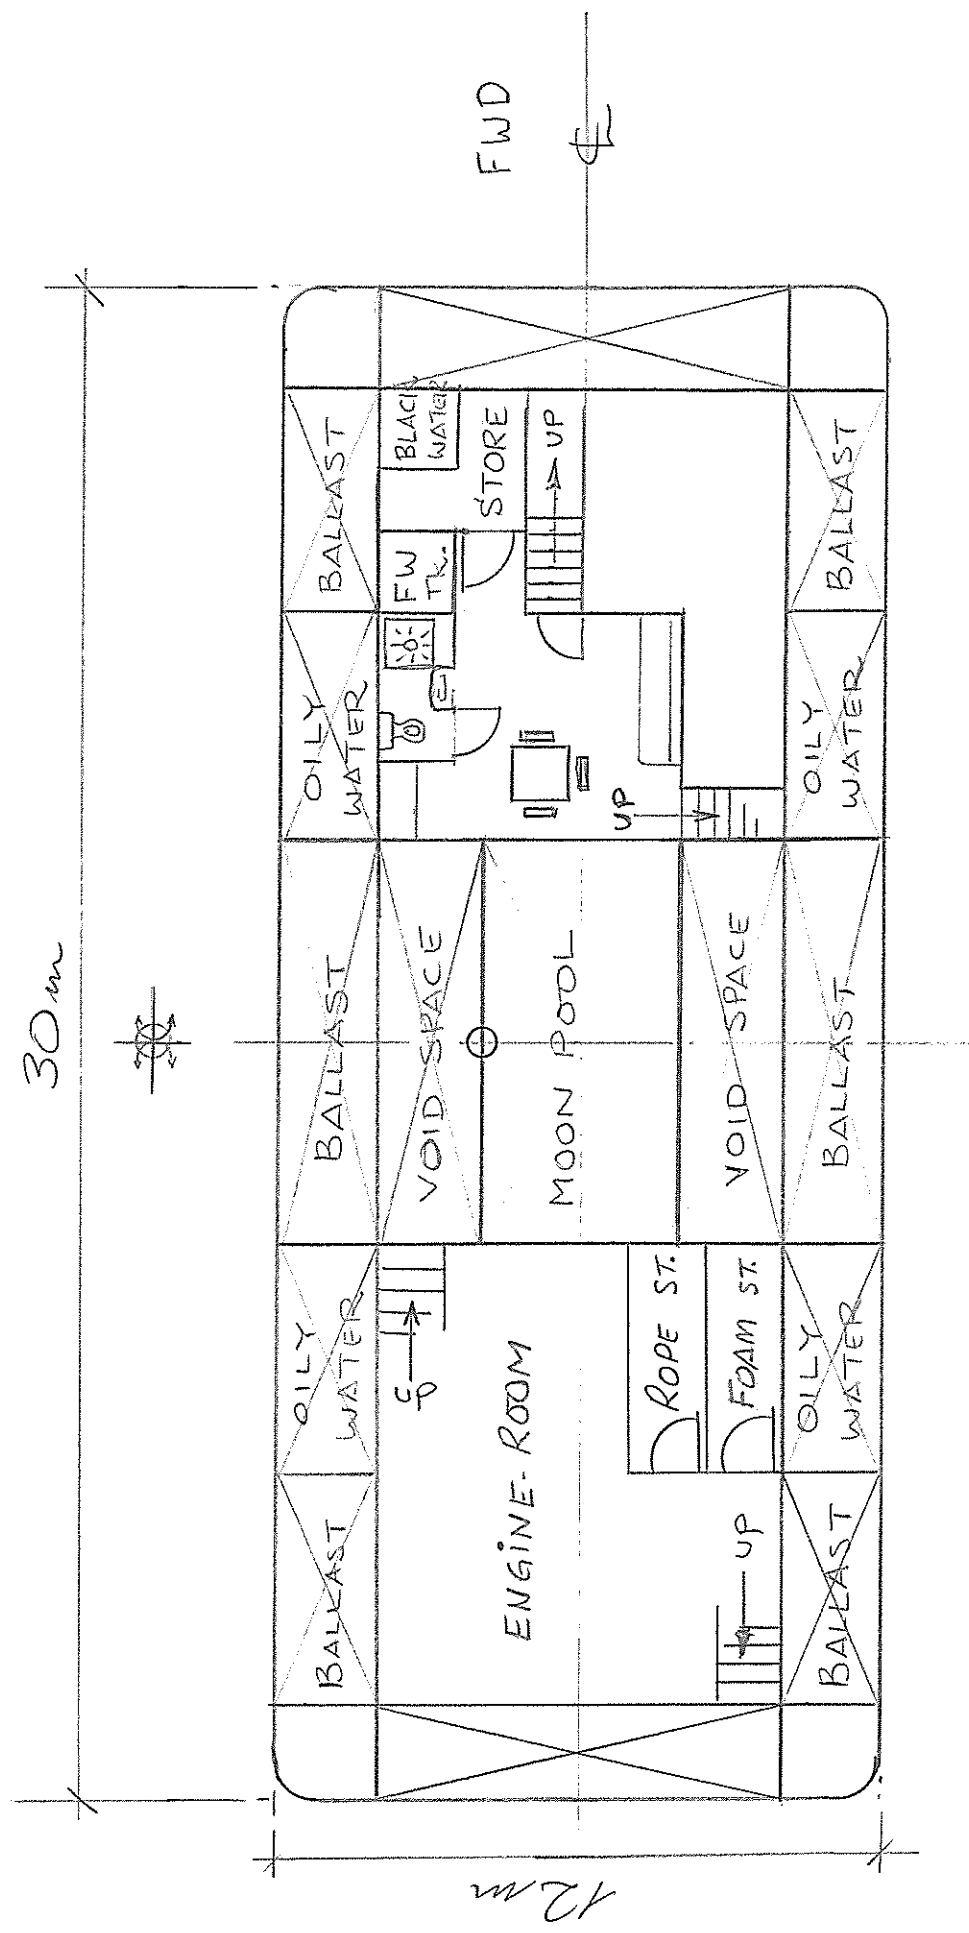 30m
FWD
BALLAST
BLACK
WATER
STORE
UP
BALLAST
FW
TK.
OILY
WATER
UP
OILY
WATER
BALLAST
VOID SPACE
MOON POOL
VOID SPACE
BALLAST
OILY
WATER
UP
ENGINE-ROOM
ROPE ST.
FOAM ST.
OILY
WATER
BALLAST
UP
BALLAST
12m